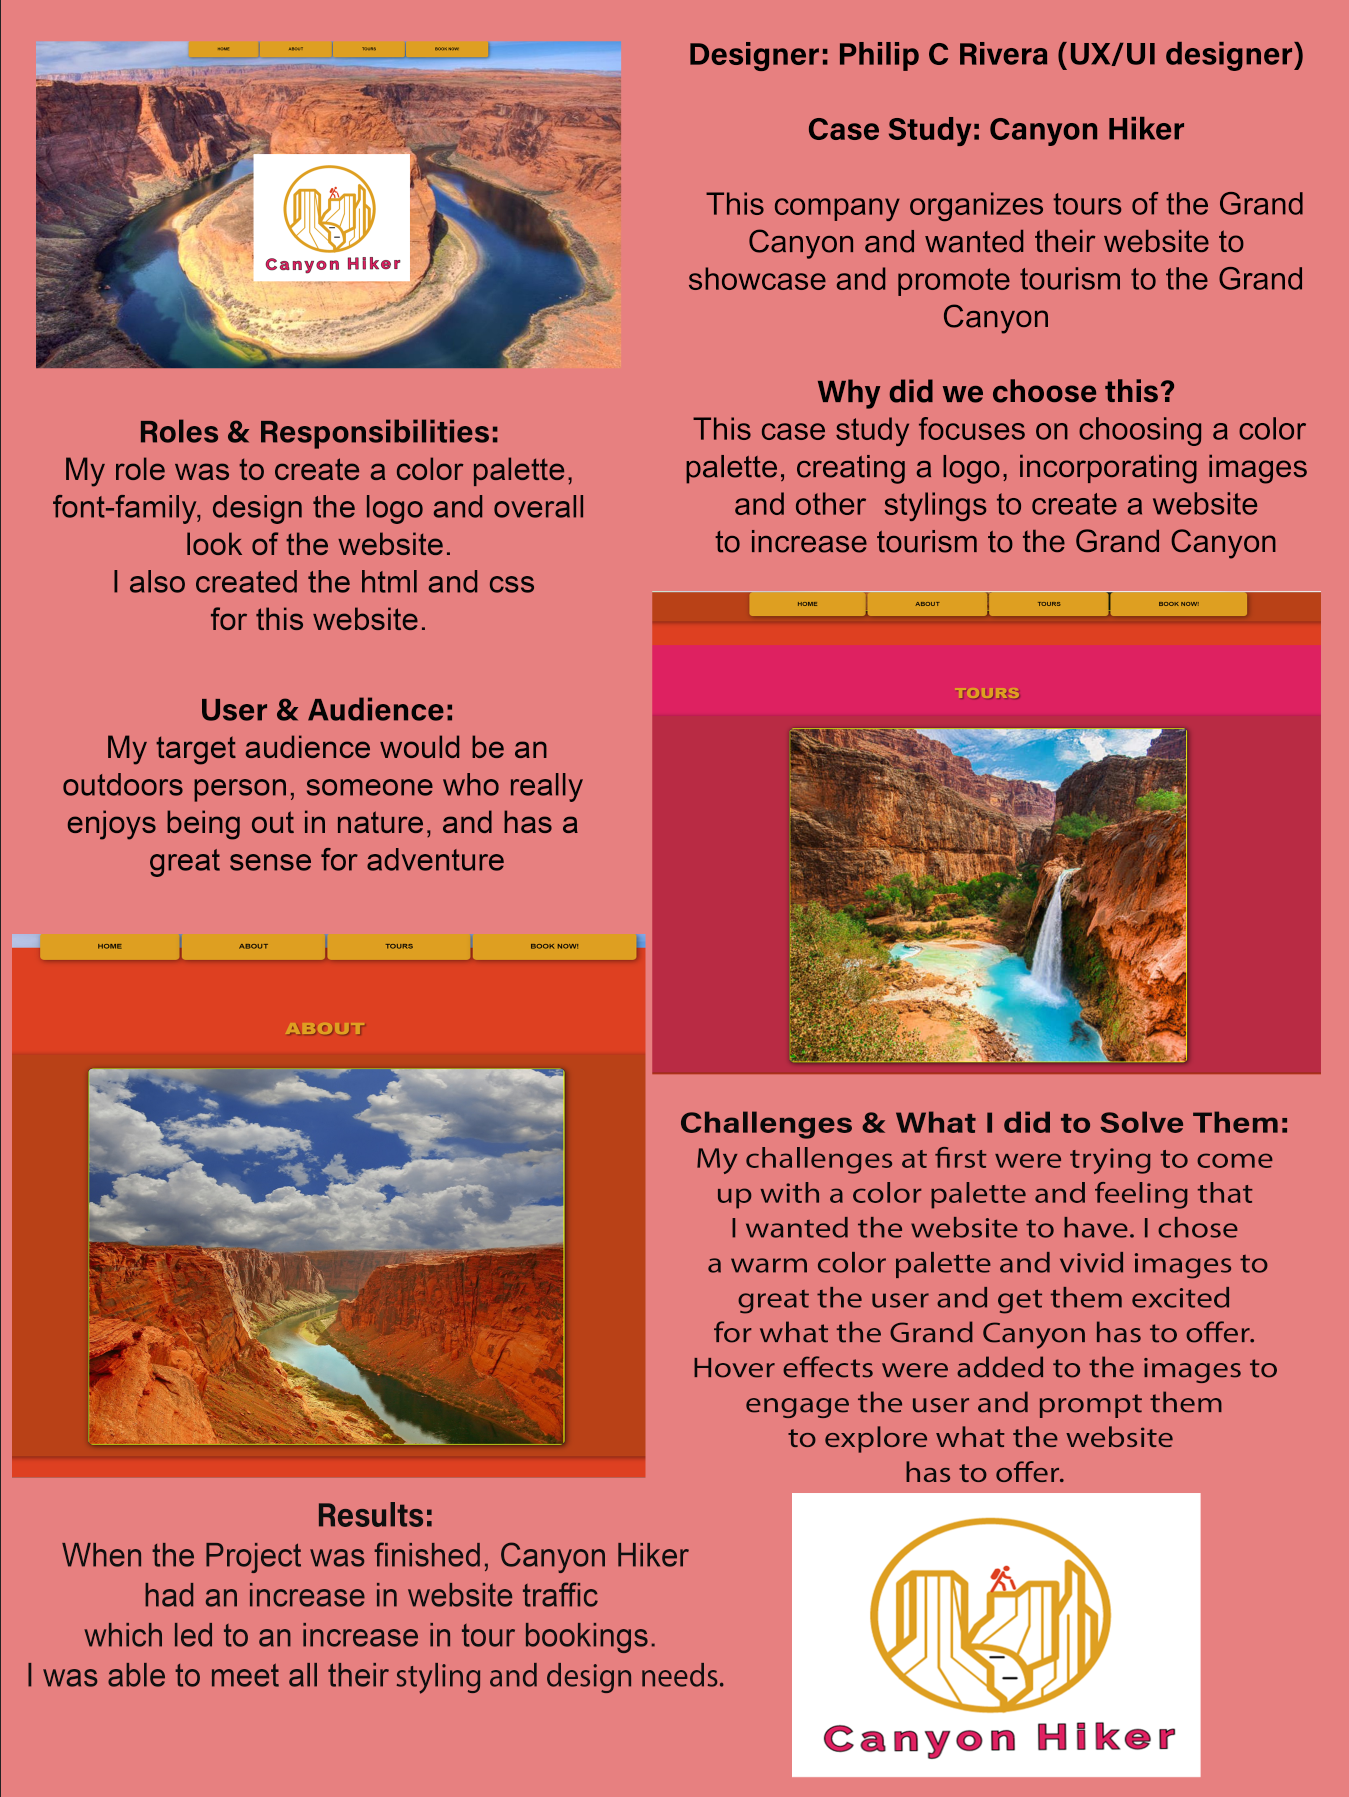 HOME ABOUT TOURS BOOK NOW!
Canyon Hiker
Designer: Philip C Rivera (UX/UI designer)
Case Study: Canyon Hiker
This company organizes tours of the Grand
Canyon and wanted their website to
showcase and promote tourism to the Grand
Canyon
Why did we choose this?
This case study focuses on choosing a color
palette, creating a logo, incorporating images
and other  stylings to create a website
to increase tourism to the Grand Canyon
Roles & Responsibilities:
My role was to create a color palette,
font-family, design the logo and overall
look of the website.
I also created the html and css
for this website.
User & Audience:
My target audience would be an
outdoors person, someone who really
enjoys being out in nature, and has a
great sense for adventure
HOME ABOUT TOURS BOOK NOW!
TOURS
HOME ABOUT TOURS BOOK NOW!
ABOUT
Challenges & What I did to Solve Them:
My challenges at first were trying to come
up with a color palette and feeling that
I wanted the website to have. I chose
a warm color palette and vivid images to
great the user and get them excited
for what the Grand Canyon has to offer.
Hover effects were added to the images to
engage the user and prompt them
to explore what the website
has to offer.
Results:
When the Project was finished, Canyon Hiker
had an increase in website traffic
which led to an increase in tour bookings.
I was able to meet all their styling and design needs.
Canyon Hiker